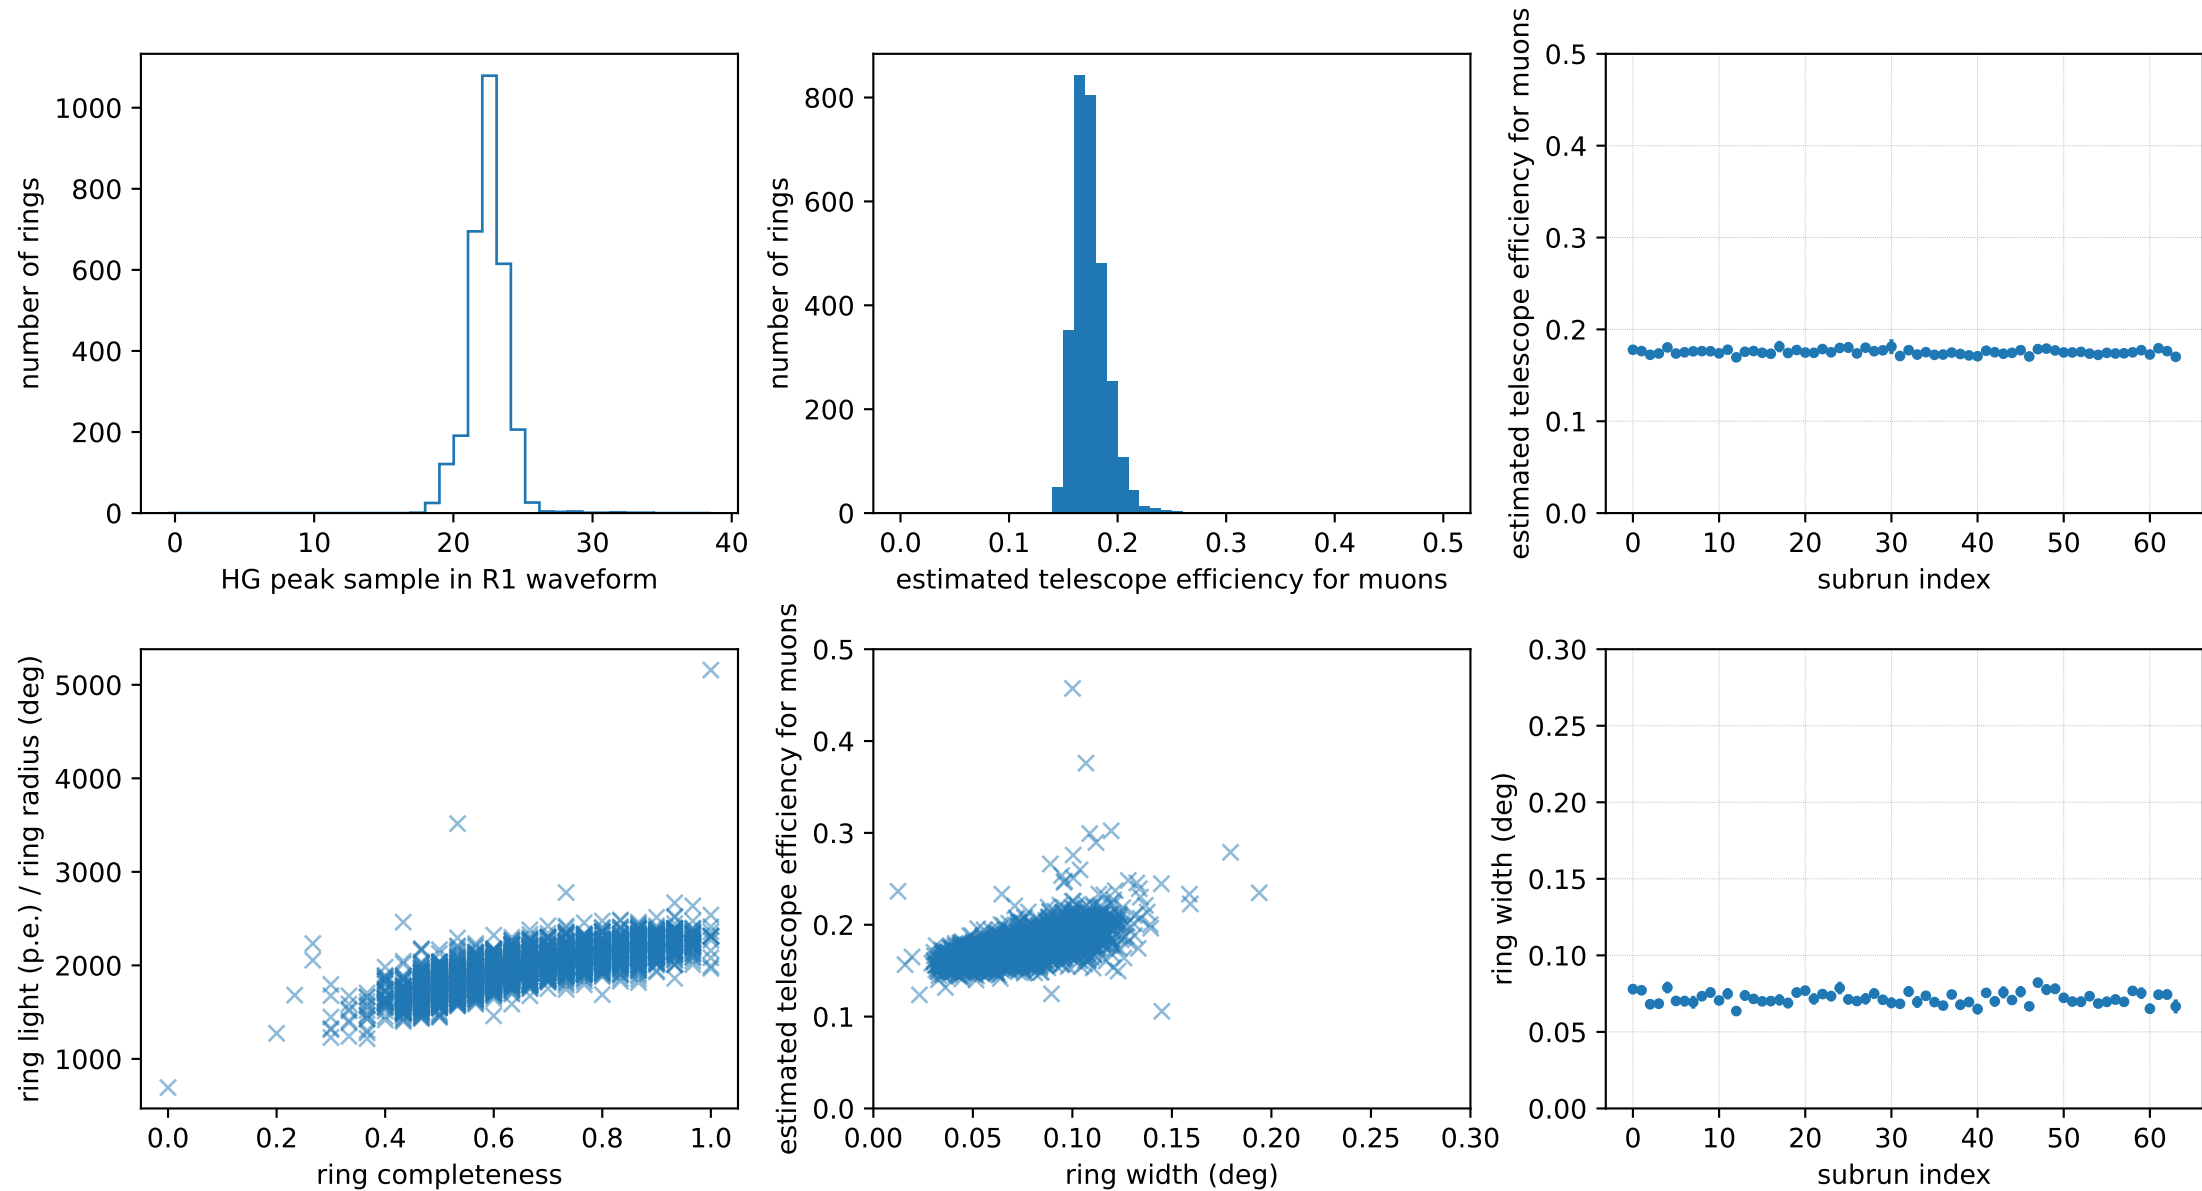 number of rings
1000
800
600
400
200
0
0 10 20 30 40
HG peak sample in R1 waveform
number of rings
800
600
400
200
0
0.0 0.1 0.2 0.3 0.4 0.5
estimated telescope efficiency for muons
estimated telescope efficiency for muons
0.5
0.4
0.3
0.2
0.1
0.0
0 10 20 30 40 50 60
subrun index
ring light (p.e.) / ring radius (deg)
5000
4000
3000
2000
1000
0.0 0.2 0.4 0.6 0.8 1.0
ring completeness
estimated telescope efficiency for muons
0.5
0.4
0.3
0.2
0.1
0.0
0.00 0.05 0.10 0.15 0.20 0.25 0.30
ring width (deg)
ring width (deg)
0.30
0.25
0.20
0.15
0.10
0.05
0.00
0 10 20 30 40 50 60
subrun index